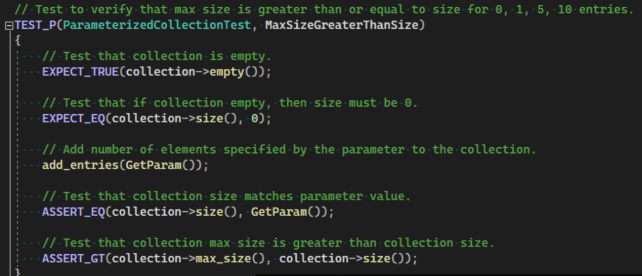 // Test to verify that max size is greater than or equal to size for 0, 1, 5, 10 entries.
TEST_P(ParameterizedCollectionTest, MaxSizeGreaterThanSize)
{
// Test that collection is empty.
EXPECT_TRUE(collection->empty());
// Test that if collection empty, then size must be 0.
EXPECT_EQ(collection->size(), 0);
// Add number of elements specified by the parameter to the collection.
add_entries(GetParam());
// Test that collection size matches parameter value.
ASSERT_EQ(collection->size(), GetParam());
// Test that collection max size is greater than collection size.
ASSERT_GT(collection->max_size(), collection->size());
}